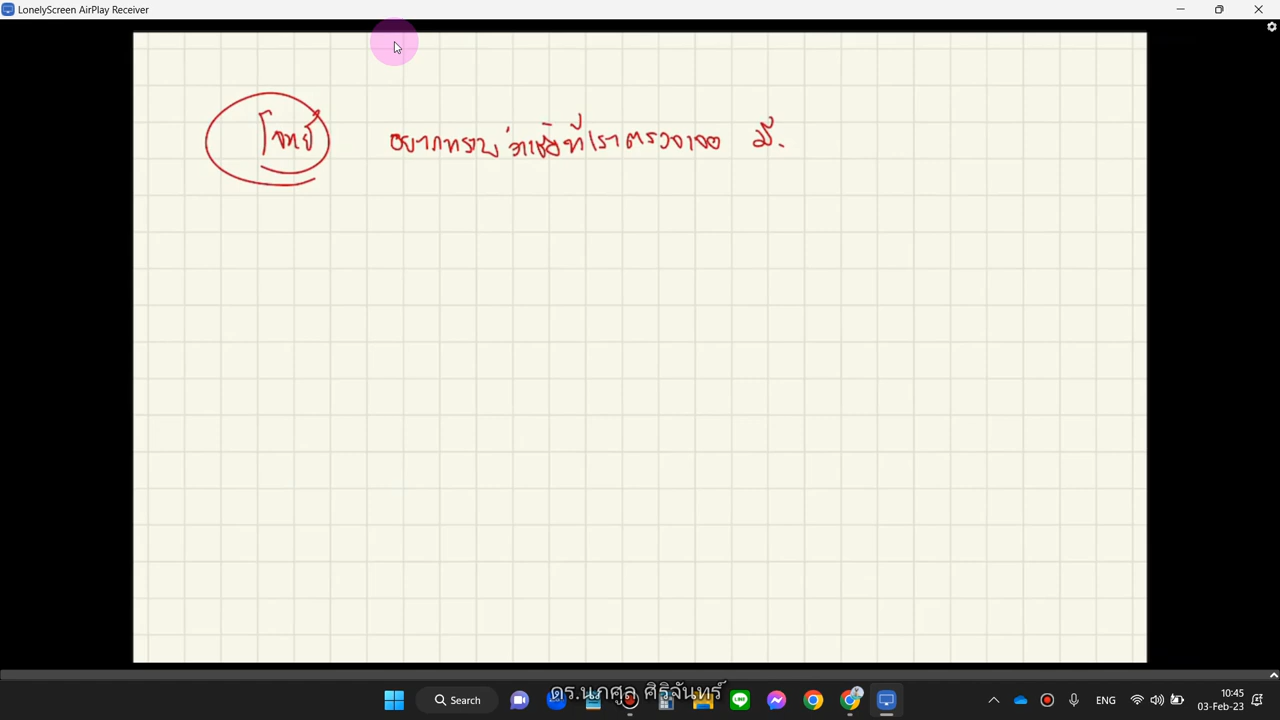 LonelyScreen AirPlay Receiver
โจทย์ อยากทราบว่าเชื้อที่เราตรวจเจอ มี
ดร.นภศูล ศิริจันทร์
Search
ENG
10:45
03-Feb-23